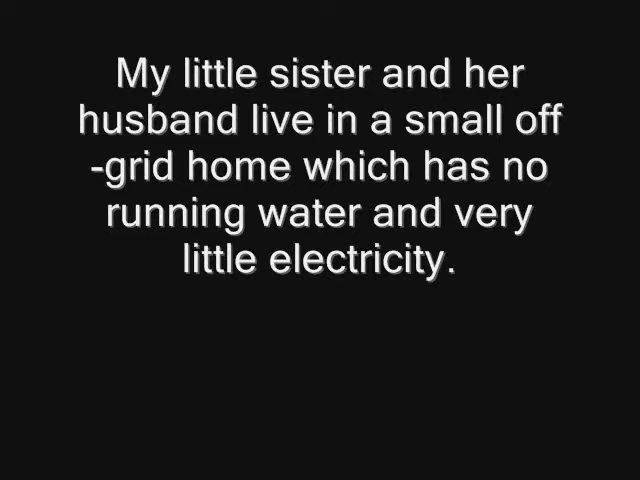 My little sister and her
husband live in a small off
-grid home which has no
running water and very
little electricity.